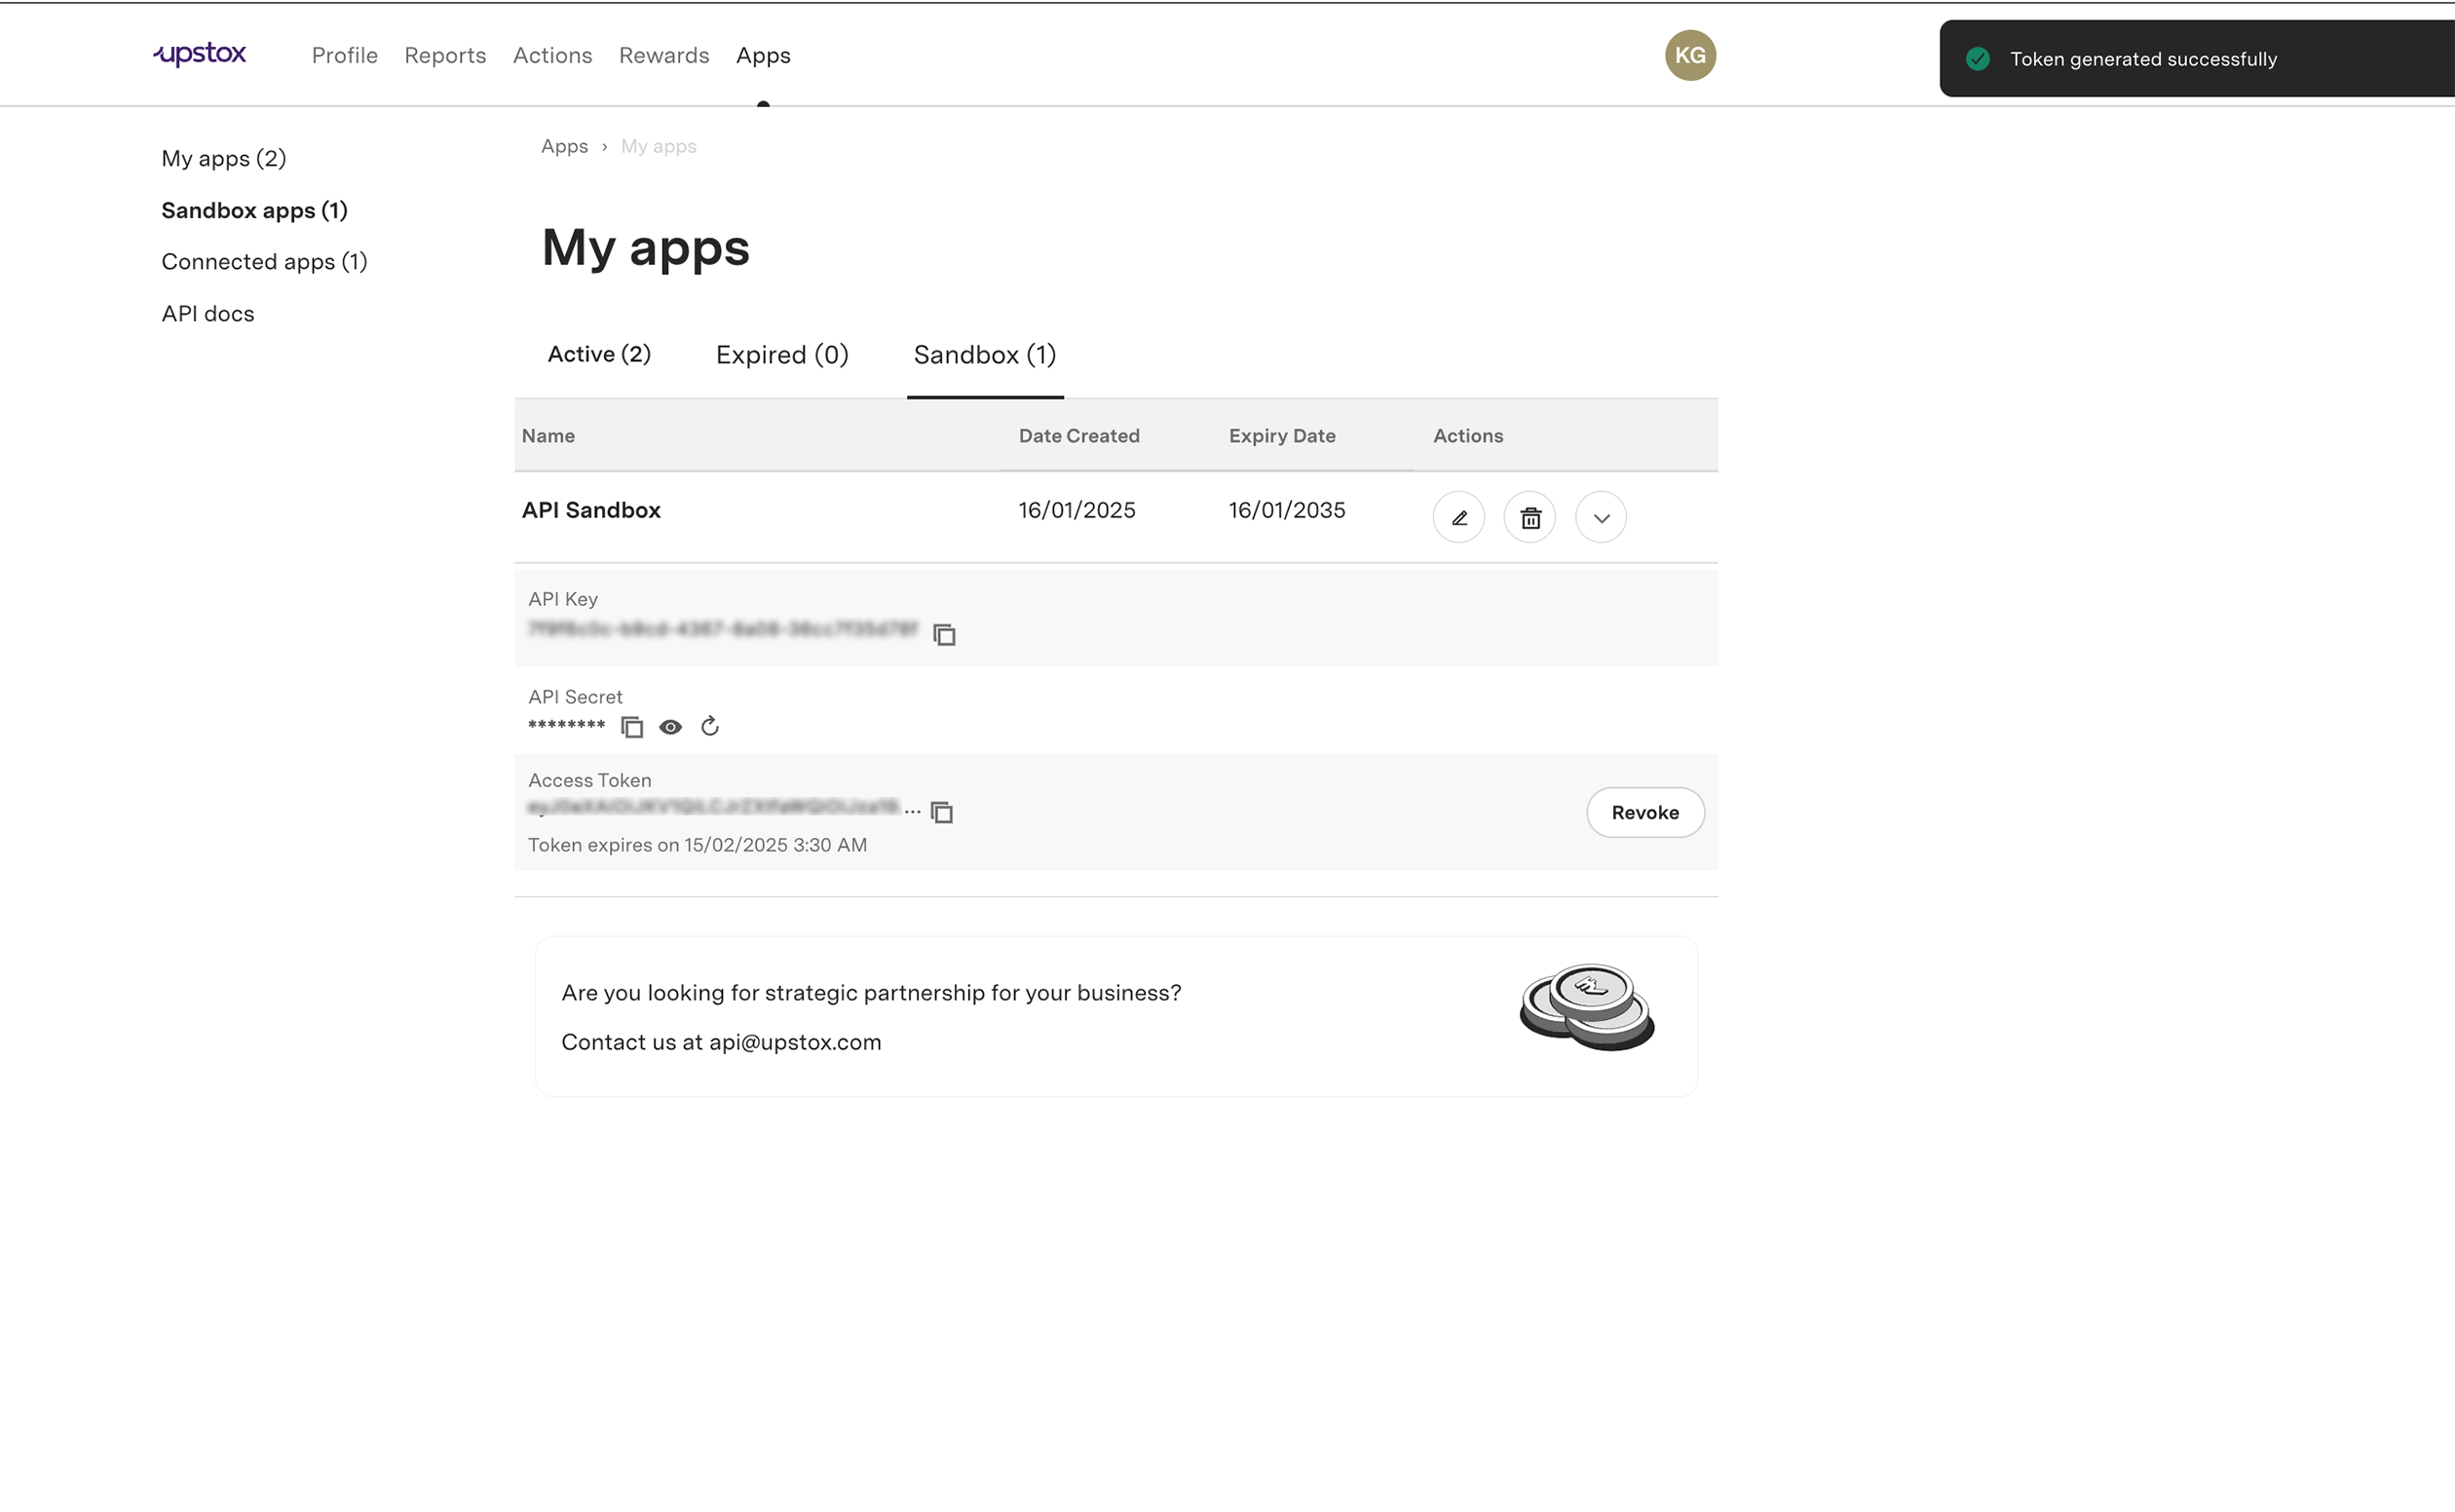 upstox
Profile Reports Actions Rewards Apps
KG
Token generated successfully
My apps (2)
Sandbox apps (1)
Connected apps (1)
API docs
Apps › My apps
My apps
Active (2) Expired (0) Sandbox (1)
Name Date Created Expiry Date Actions
API Sandbox 16/01/2025 16/01/2035
API Key
API Secret
********
Access Token
...
Revoke
Token expires on 15/02/2025 3:30 AM
Are you looking for strategic partnership for your business?
Contact us at api@upstox.com